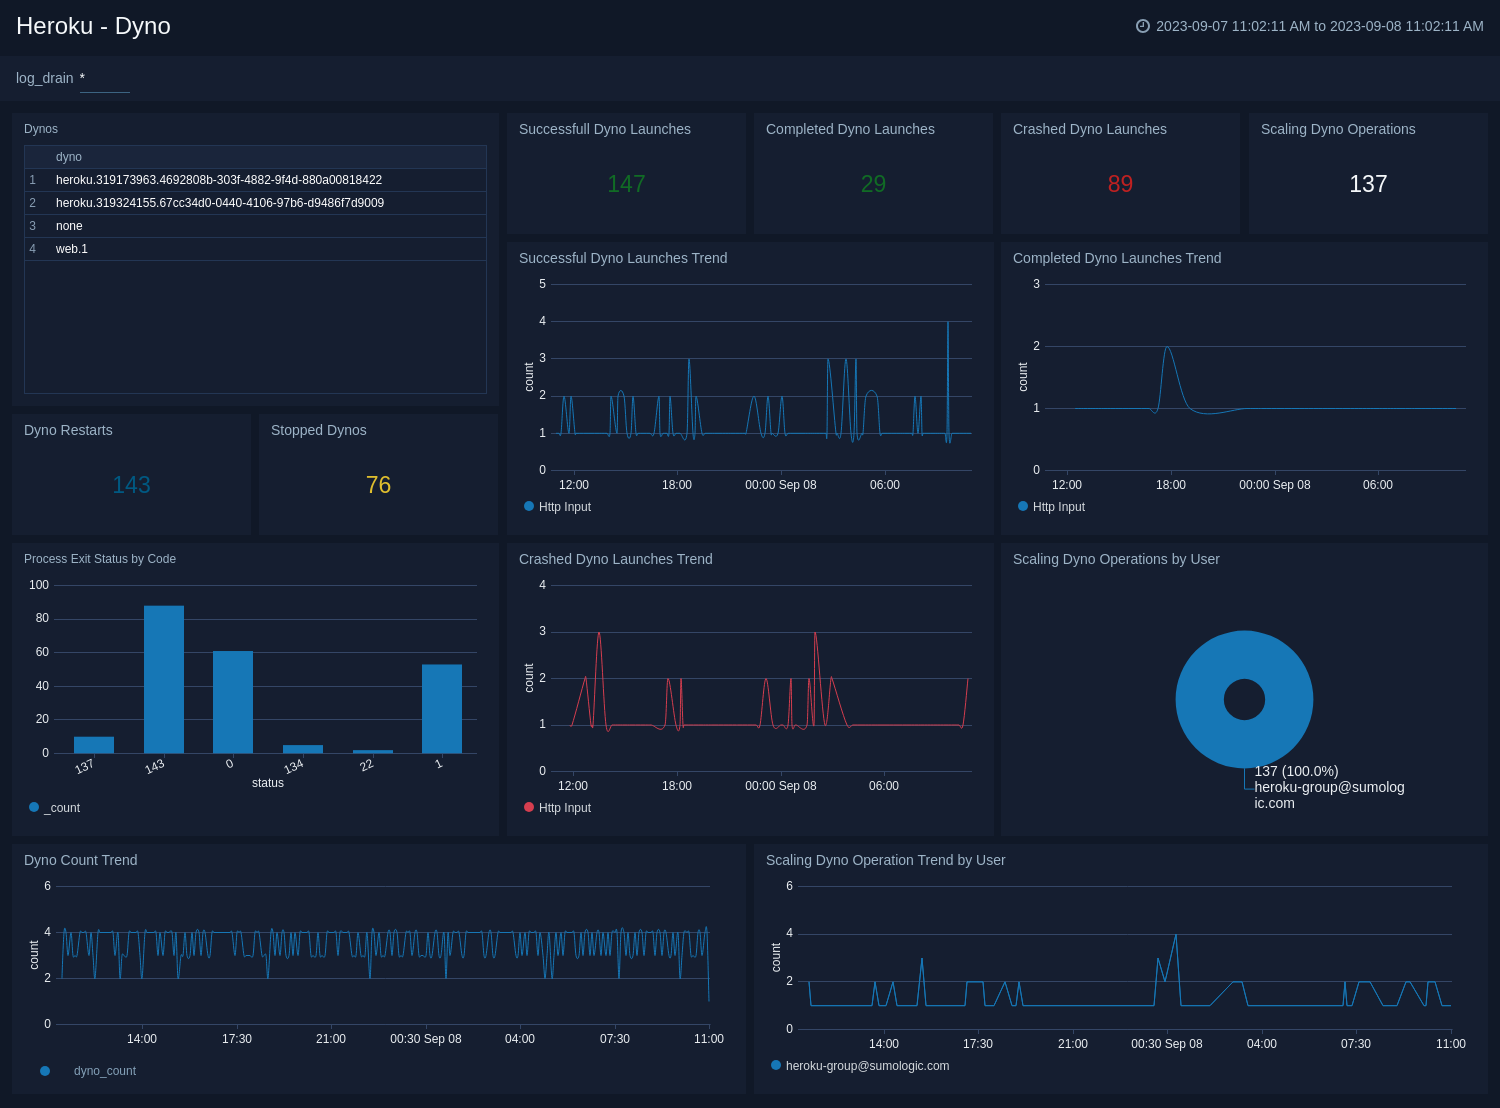 Heroku - Dyno
2023-09-07 11:02:11 AM to 2023-09-08 11:02:11 AM
log_drain *
Dynos
dyno
1 heroku.319173963.4692808b-303f-4882-9f4d-880a00818422
2 heroku.319324155.67cc34d0-0440-4106-97b6-d9486f7d9009
3 none
4 web.1
Successfull Dyno Launches
147
Completed Dyno Launches
29
Crashed Dyno Launches
89
Scaling Dyno Operations
137
Successful Dyno Launches Trend
5
4
3
2
1
0
count
12:00 18:00 00:00 Sep 08 06:00
Http Input
Completed Dyno Launches Trend
3
2
1
0
count
12:00 18:00 00:00 Sep 08 06:00
Http Input
Dyno Restarts
143
Stopped Dynos
76
Process Exit Status by Code
100
80
60
40
20
0
137 143 0 134 22 1
status
_count
Crashed Dyno Launches Trend
4
3
2
1
0
count
12:00 18:00 00:00 Sep 08 06:00
Http Input
Scaling Dyno Operations by User
137 (100.0%)
heroku-group@sumolog
ic.com
Dyno Count Trend
6
4
2
0
count
14:00 17:30 21:00 00:30 Sep 08 04:00 07:30 11:00
dyno_count
Scaling Dyno Operation Trend by User
6
4
2
0
count
14:00 17:30 21:00 00:30 Sep 08 04:00 07:30 11:00
heroku-group@sumologic.com